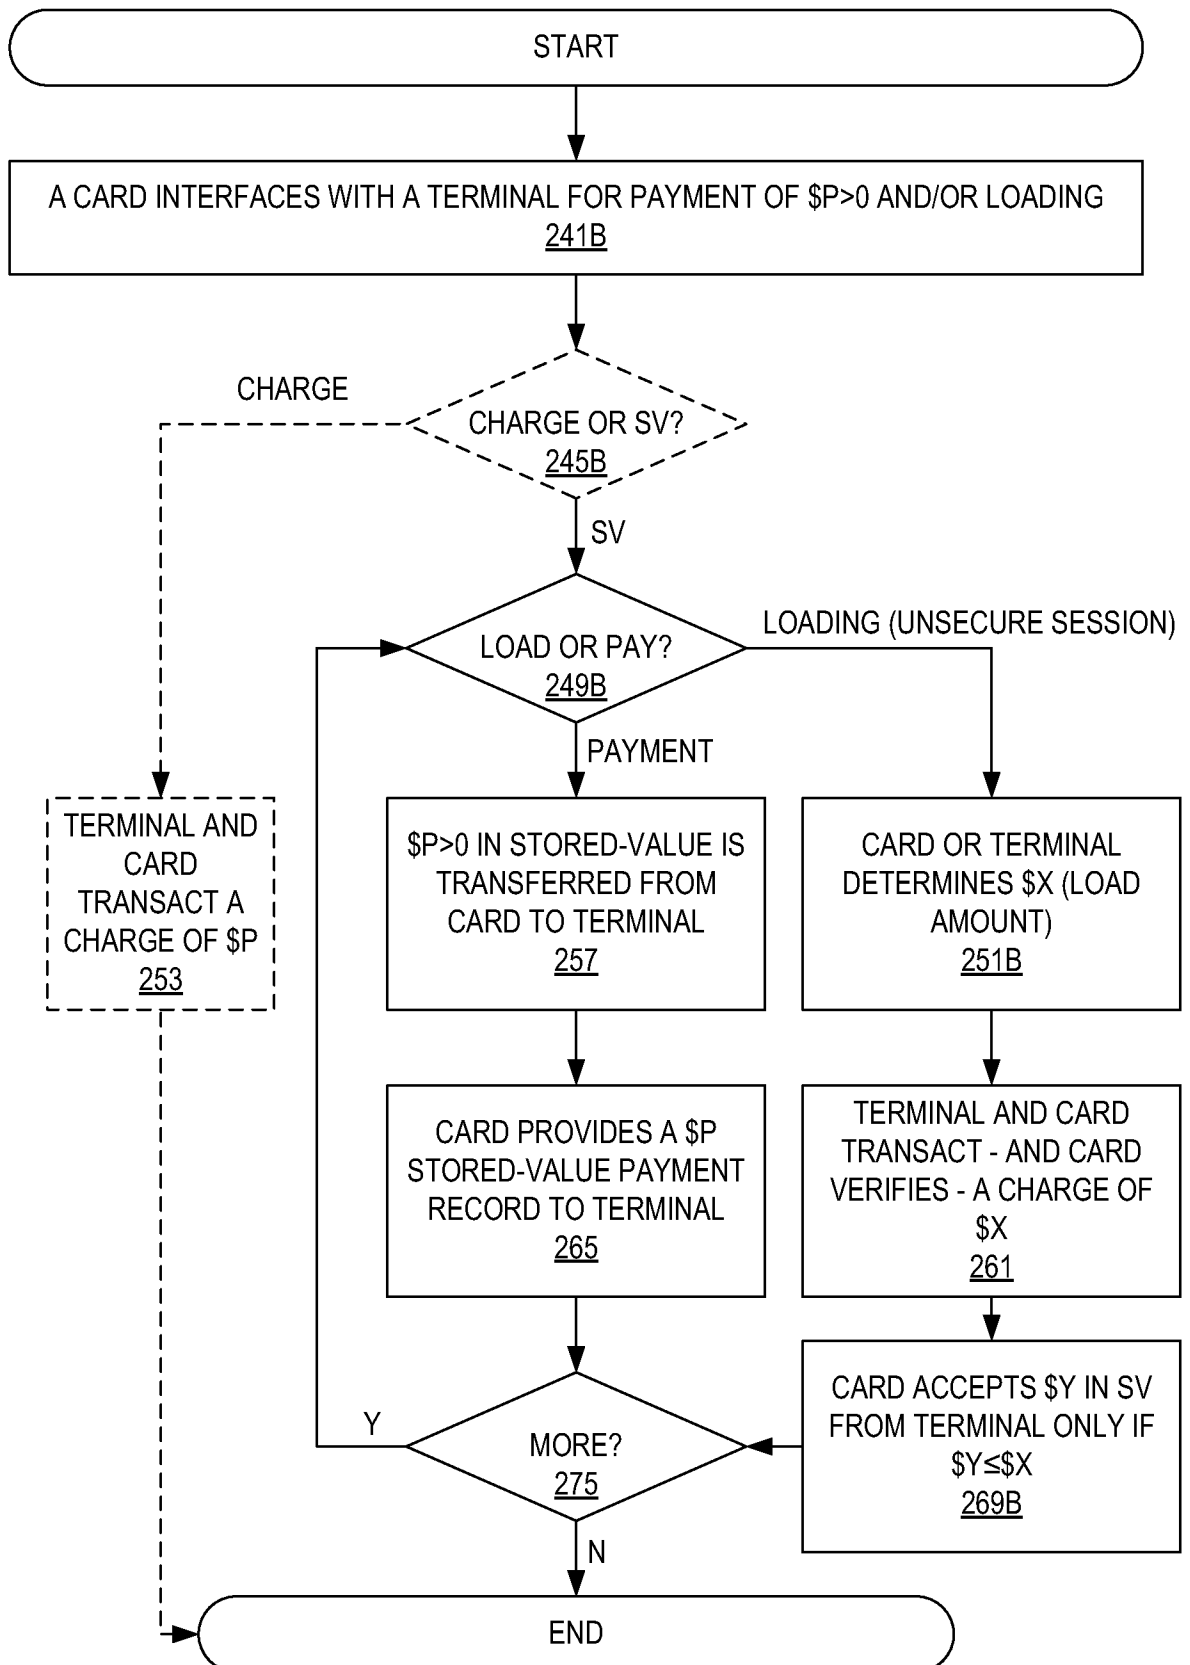 START
A CARD INTERFACES WITH A TERMINAL FOR PAYMENT OF $P>0 AND/OR LOADING
241B
CHARGE
CHARGE OR SV?
245B
SV
LOADING (UNSECURE SESSION)
LOAD OR PAY?
249B
PAYMENT
TERMINAL AND
CARD
TRANSACT A
CHARGE OF $P
253
$P>0 IN STORED-VALUE IS
TRANSFERRED FROM
CARD TO TERMINAL
257
CARD OR TERMINAL
DETERMINES $X (LOAD
AMOUNT)
251B
CARD PROVIDES A $P
STORED-VALUE PAYMENT
RECORD TO TERMINAL
265
TERMINAL AND CARD
TRANSACT - AND CARD
VERIFIES - A CHARGE OF
$X
261
CARD ACCEPTS $Y IN SV
FROM TERMINAL ONLY IF
$Y≤$X
269B
Y
MORE?
275
N
END